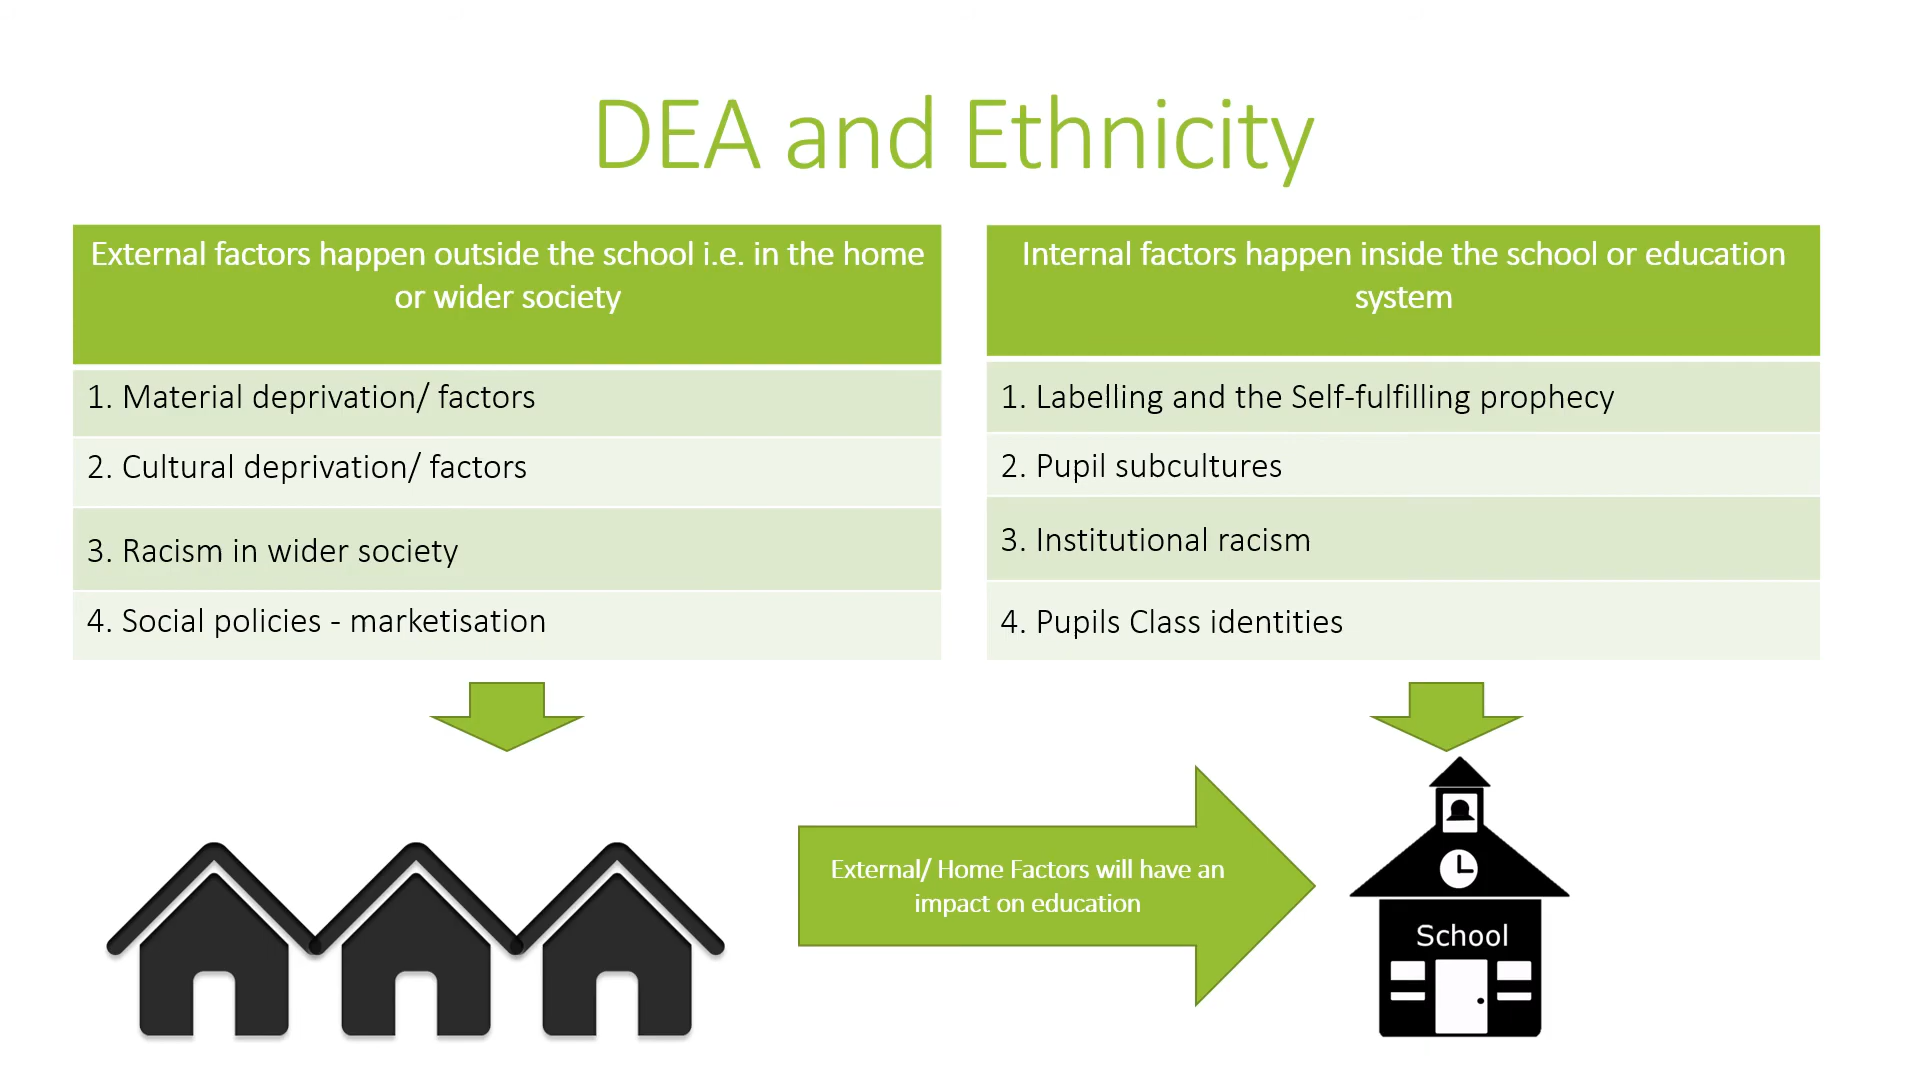 DEA and Ethnicity
External factors happen outside the school i.e. in the home
or wider society
1. Material deprivation/ factors
2. Cultural deprivation/ factors
3. Racism in wider society
4. Social policies - marketisation
Internal factors happen inside the school or education
system
1. Labelling and the Self-fulfilling prophecy
2. Pupil subcultures
3. Institutional racism
4. Pupils Class identities
External/ Home Factors will have an
impact on education
School